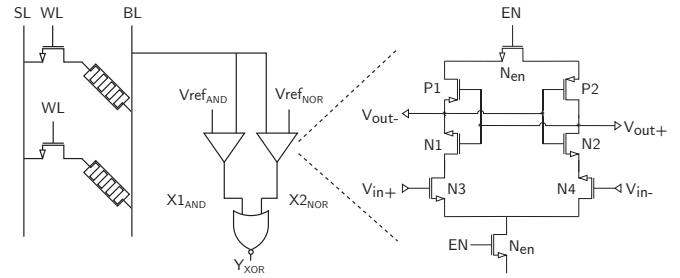 SL WL BL
WL
Vref_AND Vref_NOR
X1_AND X2_NOR
Y_XOR
EN
N_en
P1 P2
V_out- V_out+
N1 N2
V_in+ N3 N4 V_in-
EN N_en